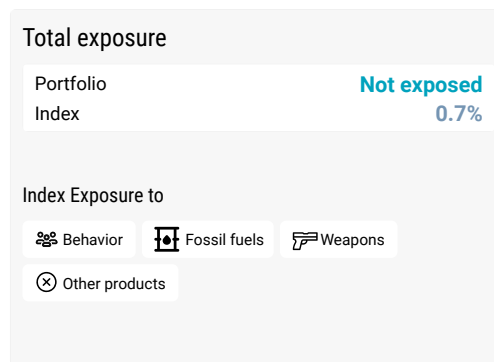 Total exposure
Portfolio Not exposed
Index 0.7%
Index Exposure to
Behavior Fossil fuels Weapons
Other products